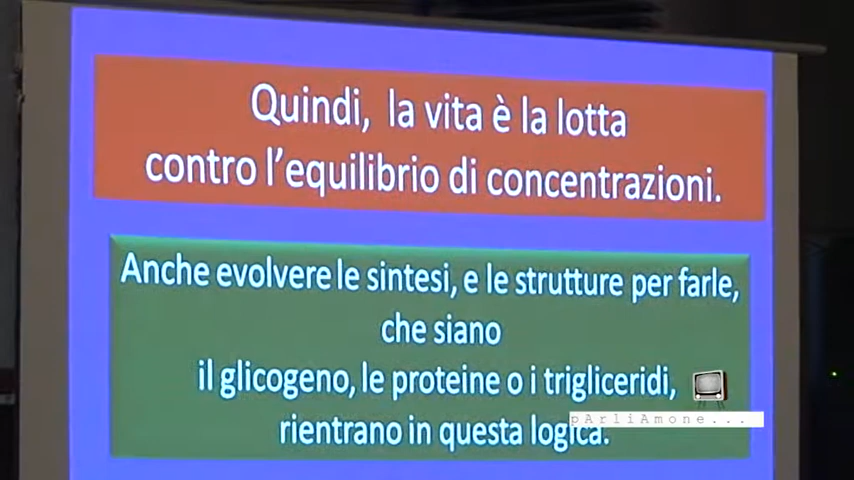 Quindi, la vita è la lotta
contro l'equilibrio di concentrazioni.
Anche evolvere le sintesi, e le strutture per farle,
che siano
il glicogeno, le proteine o i trigliceridi,
rientrano in questa logica.
pArliAmone...